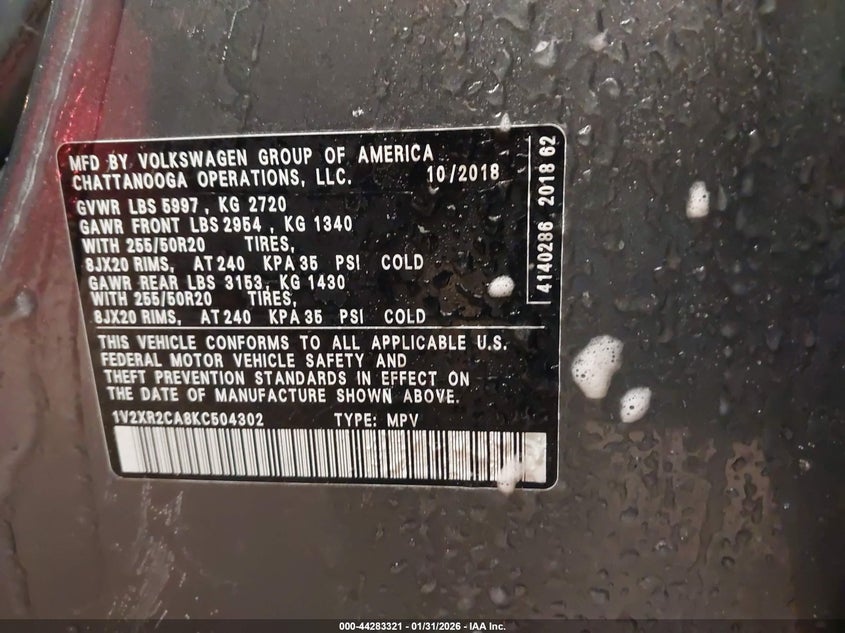 MFD BY VOLKSWAGEN GROUP OF AMERICA
CHATTANOOGA OPERATIONS, LLC. 10/2018
GVWR LBS 5997 , KG 2720
GAWR FRONT LBS 2954 , KG 1340
WITH 255/50R20 TIRES,
8JX20 RIMS, AT 240 KPA 35 PSI COLD
GAWR REAR LBS 3153, KG 1430
WITH 255/50R20 TIRES,
8JX20 RIMS, AT 240 KPA 35 PSI COLD
THIS VEHICLE CONFORMS TO ALL APPLICABLE U.S.
FEDERAL MOTOR VEHICLE SAFETY AND
THEFT PREVENTION STANDARDS IN EFFECT ON
THE DATE OF MANUFACTURE SHOWN ABOVE.
1V2XR2CA8KC504302 TYPE: MPV
4140286 2018 62
000-44283321 - 01/31/2026 - IAA Inc.